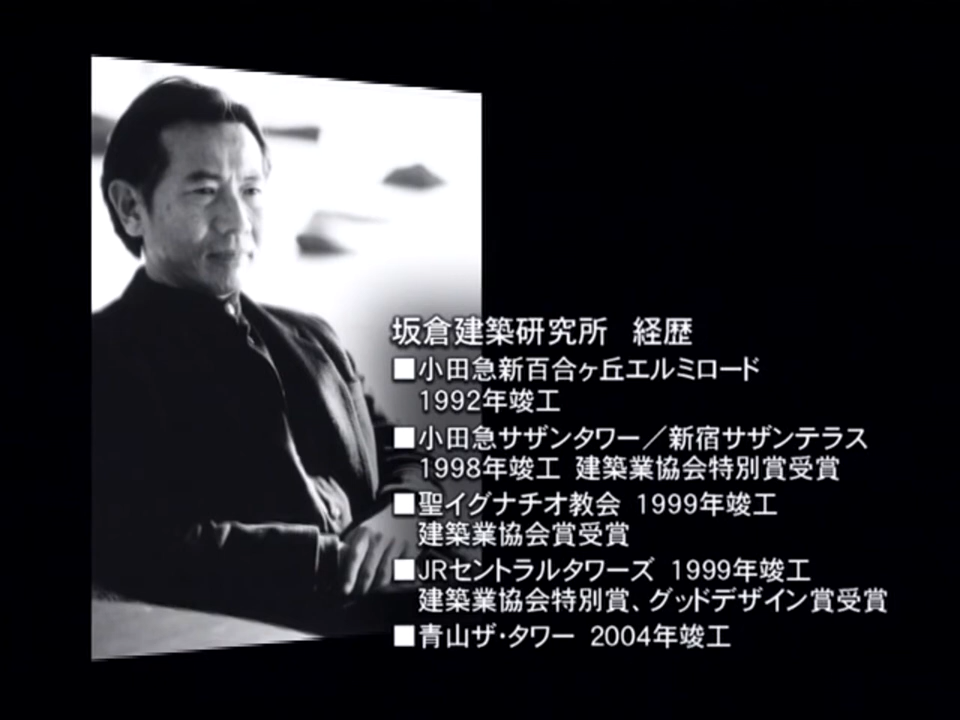 坂倉建築研究所　経歴
■小田急新百合ヶ丘エルミロード
1992年竣工
■小田急サザンタワー／新宿サザンテラス
1998年竣工 建築業協会特別賞受賞
■聖イグナチオ教会 1999年竣工
建築業協会賞受賞
■JRセントラルタワーズ 1999年竣工
建築業協会特別賞、グッドデザイン賞受賞
■青山ザ・タワー 2004年竣工